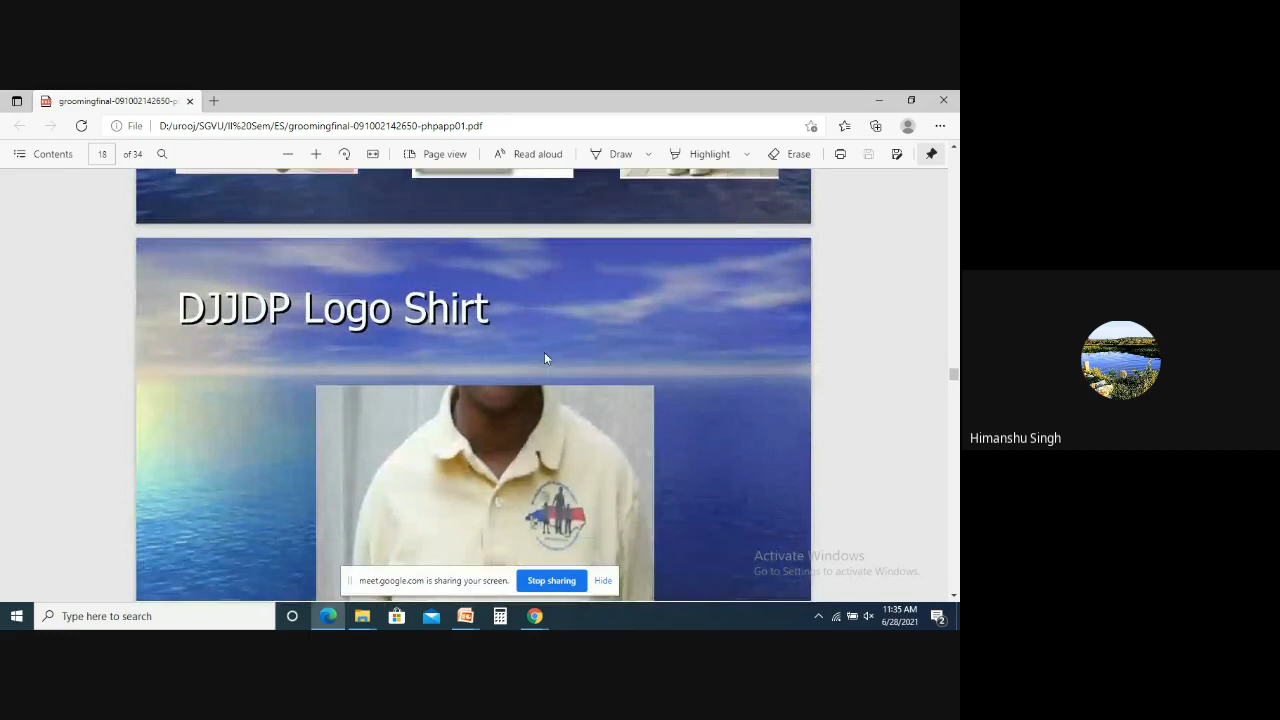 groomingfinal-091002142650-p
File D:/urooj/SGVU/II%20Sem/ES/groomingfinal-091002142650-phpapp01.pdf
Contents 18 of 34 Page view Read aloud Draw Highlight Erase
DJJDP Logo Shirt
Himanshu Singh
Activate Windows
Go to Settings to activate Windows.
meet.google.com is sharing your screen. Stop sharing Hide
Type here to search
11:35 AM
6/28/2021
2